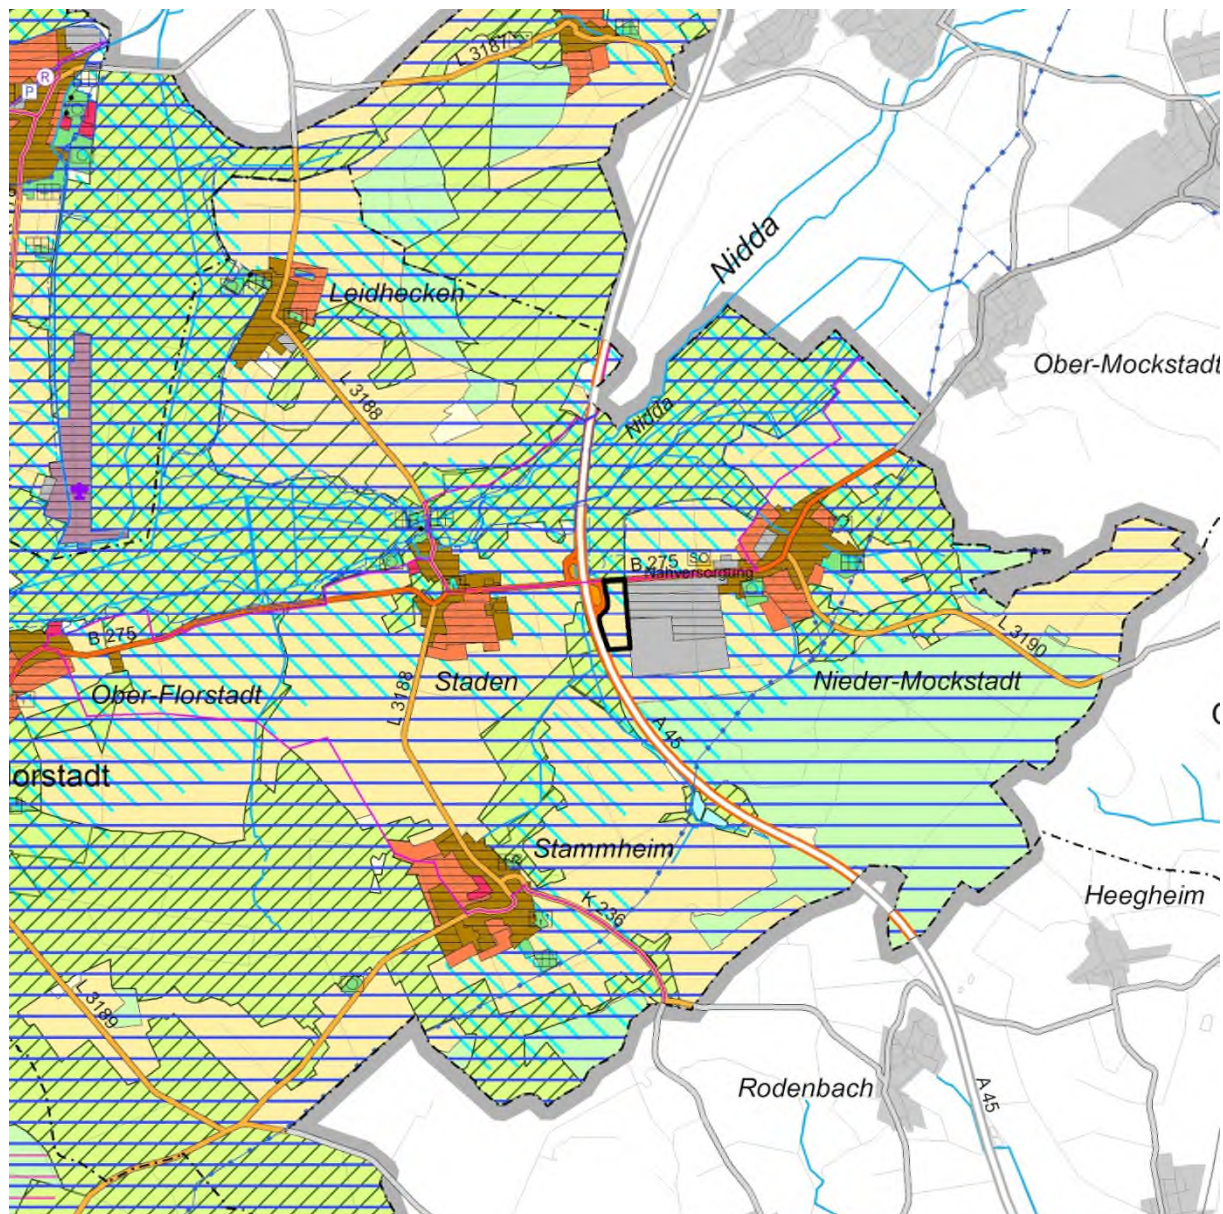 L 3187
R
P
Nidda
Leidhecken
Ober-Mockstadt
L 3188
Nidda
B 275
SO
Nahversorgung
B 275
L 3190
Ober-Florstadt
Staden
Nieder-Mockstadt
L 3188
A 45
orstadt
Stammheim
K 236
Heegheim
L 3189
Rodenbach
A 45